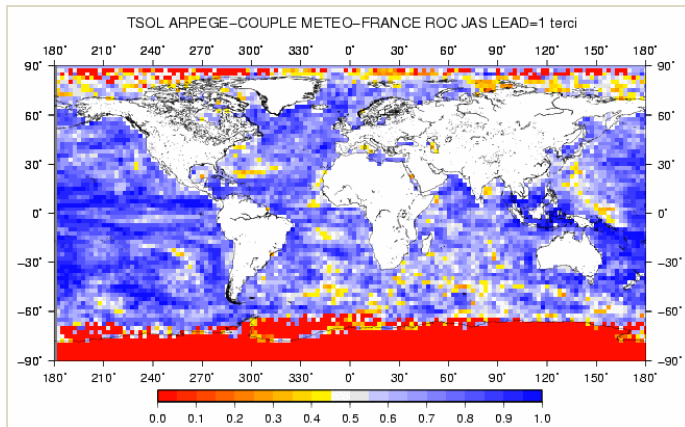 TSOL ARPEGE-COUPLE METEO-FRANCE ROC JAS LEAD=1 terci
180° 210° 240° 270° 300° 330° 0° 30° 60° 90° 120° 150° 180°
90° 90°
60° 60°
30° 30°
0° 0°
−30° −30°
−60° −60°
−90° −90°
180° 210° 240° 270° 300° 330° 0° 30° 60° 90° 120° 150° 180°
0.0 0.1 0.2 0.3 0.4 0.5 0.6 0.7 0.8 0.9 1.0